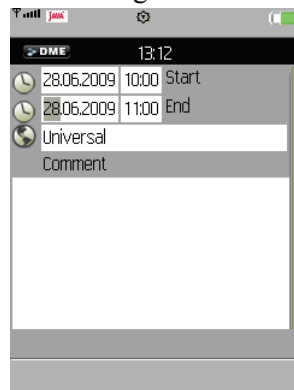 Java
DME 13:12
28.06.2009 10:00 Start
28.06.2009 11:00 End
Universal
Comment